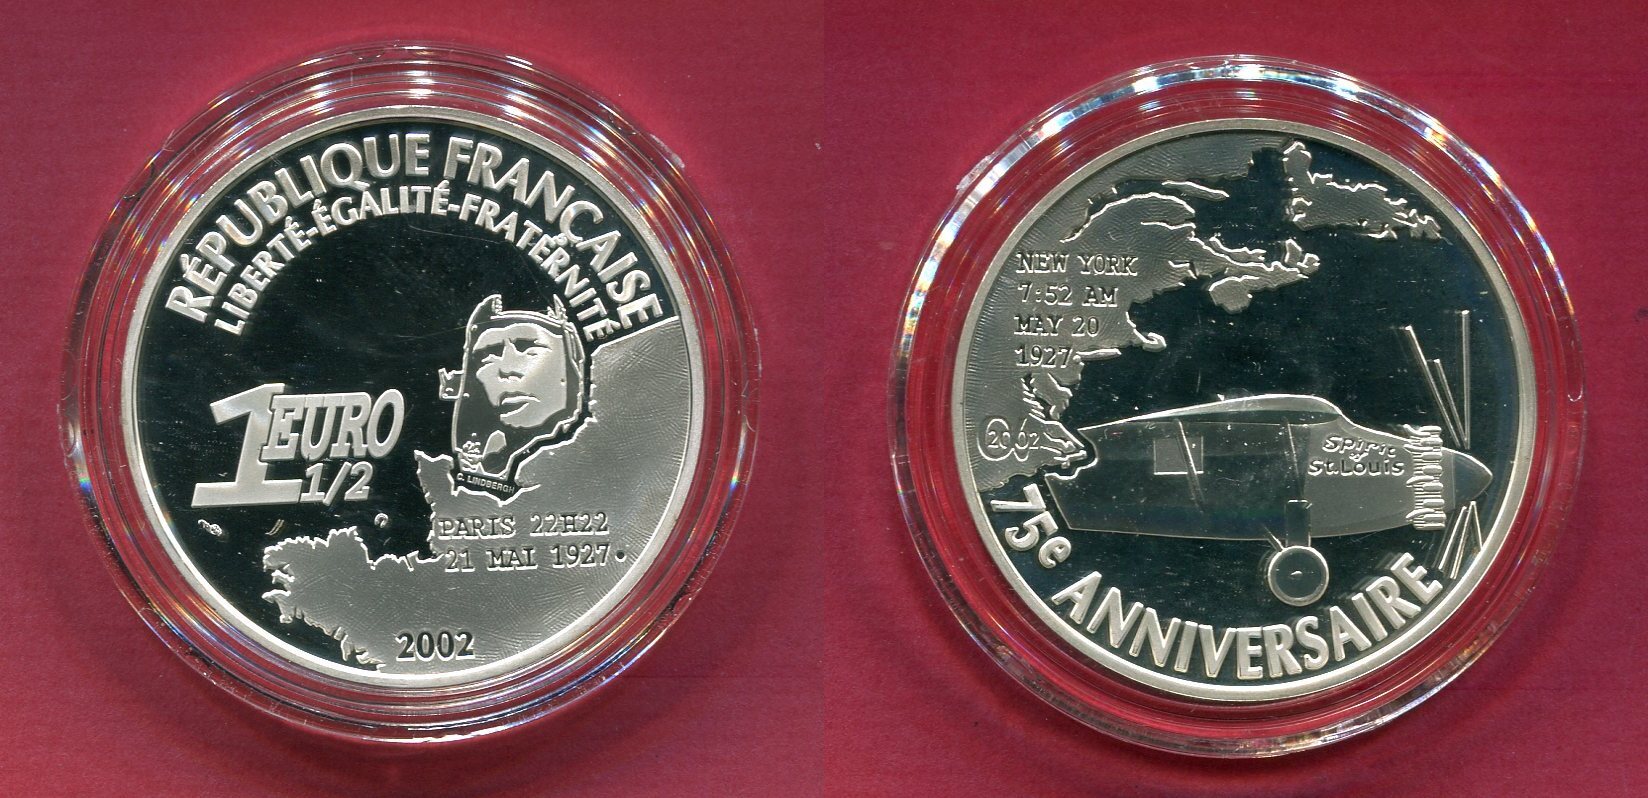 RÉPUBLIQUE FRANÇAISE
LIBERTÉ-ÉGALITÉ-FRATERNITÉ
1 EURO
1/2
C. LINDBERGH
PARIS 22H22
21 MAI 1927
2002
NEW YORK
7:52 AM
MAY 20
1927
2002
Spirit
of
St.Louis
75e ANNIVERSAIRE